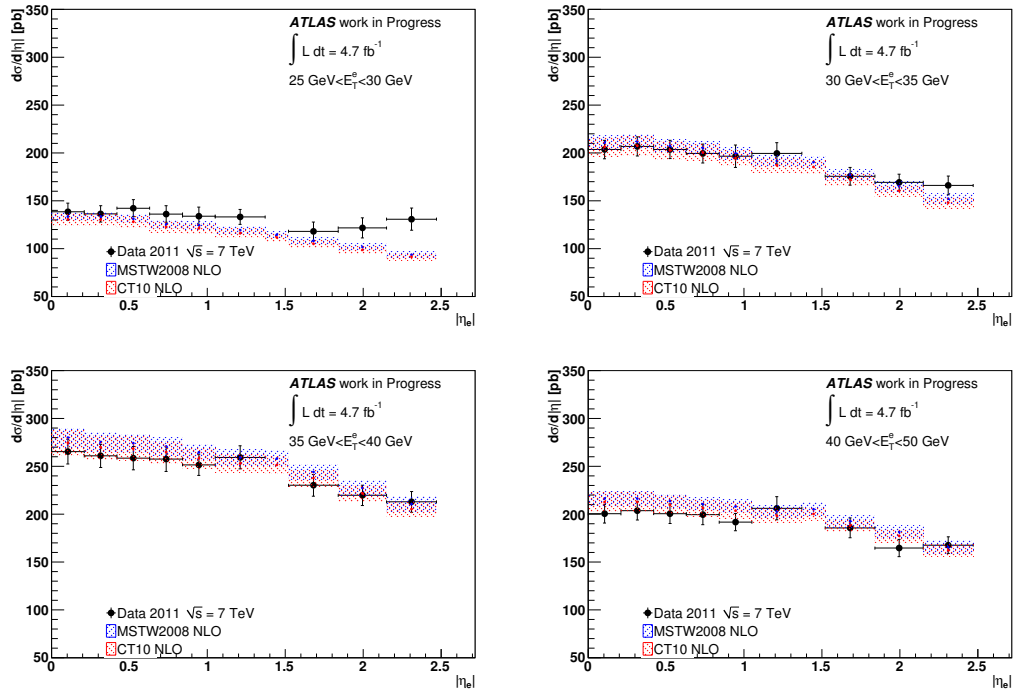 dσ/d|η| [pb]
350
300
250
200
150
100
50
0 0.5 1 1.5 2 2.5
|ηe|
ATLAS work in Progress
∫ L dt = 4.7 fb-1
25 GeV<E_T^e<30 GeV
Data 2011 √s = 7 TeV
MSTW2008 NLO
CT10 NLO
dσ/d|η| [pb]
350
300
250
200
150
100
50
0 0.5 1 1.5 2 2.5
|ηe|
ATLAS work in Progress
∫ L dt = 4.7 fb-1
30 GeV<E_T^e<35 GeV
Data 2011 √s = 7 TeV
MSTW2008 NLO
CT10 NLO
dσ/d|η| [pb]
350
300
250
200
150
100
50
0 0.5 1 1.5 2 2.5
|ηe|
ATLAS work in Progress
∫ L dt = 4.7 fb-1
35 GeV<E_T^e<40 GeV
Data 2011 √s = 7 TeV
MSTW2008 NLO
CT10 NLO
dσ/d|η| [pb]
350
300
250
200
150
100
50
0 0.5 1 1.5 2 2.5
|ηe|
ATLAS work in Progress
∫ L dt = 4.7 fb-1
40 GeV<E_T^e<50 GeV
Data 2011 √s = 7 TeV
MSTW2008 NLO
CT10 NLO